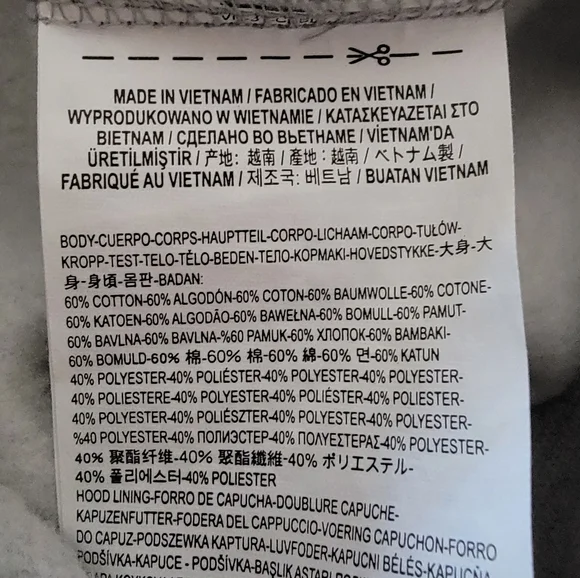 MADE IN VIETNAM / FABRICADO EN VIETNAM /
WYPRODUKOWANO W WIETNAMIE / ΚΑΤΑΣΚΕΥΑΖΕΤΑΙ ΣΤΟ
ΒΙΕΤΝΑΜ / СДЕЛАНО ВО ВЬЕТНАМЕ / VİETNAM'DA
ÜRETİLMİŞTİR / 产地: 越南 / 產地 : 越南 / ベトナム製 /
FABRIQUÉ AU VIETNAM / 제조국: 베트남 / BUATAN VIETNAM
BODY-CUERPO-CORPS-HAUPTTEIL-CORPO-LICHAAM-CORPO-TUŁÓW-
KROPP-TEST-TELO-TĚLO-BEDEN-ТЕЛО-ΚΟΡΜΑΚΙ-HOVEDSTYKKE-大身-大
身-身頃-몸판-BADAN:
60% COTTON-60% ALGODÓN-60% COTON-60% BAUMWOLLE-60% COTONE-
60% KATOEN-60% ALGODÃO-60% BAWEŁNA-60% BOMULL-60% PAMUT-
60% BAVLNA-60% BAVLNA-%60 PAMUK-60% ХЛОПОК-60% ΒΑΜΒΑΚΙ-
60% BOMULD-60% 棉-60% 棉-60% 綿-60% 면-60% KATUN
40% POLYESTER-40% POLIÉSTER-40% POLYESTER-40% POLYESTER-
40% POLIESTERE-40% POLYESTER-40% POLIÉSTER-40% POLIESTER-
40% POLYESTER-40% POLIÉSZTER-40% POLYESTER-40% POLYESTER-
%40 POLYESTER-40% ПОЛИЭСТЕР-40% ΠΟΛΥΕΣΤΕΡΑΣ-40% POLYESTER-
40% 聚酯纤维-40% 聚酯纖維-40% ポリエステル-
40% 폴리에스터-40% POLIESTER
HOOD LINING-FORRO DE CAPUCHA-DOUBLURE CAPUCHE-
KAPUZENFUTTER-FODERA DEL CAPPUCCIO-VOERING CAPUCHON-FORRO
DO CAPUZ-PODSZEWKA KAPTURA-LUVFODER-KAPUCNI BÉLÉS-KAPUCŇA
PODŠÍVKA-KAPUCE - PODŠÍVKA-BAŞLIK ASTARI